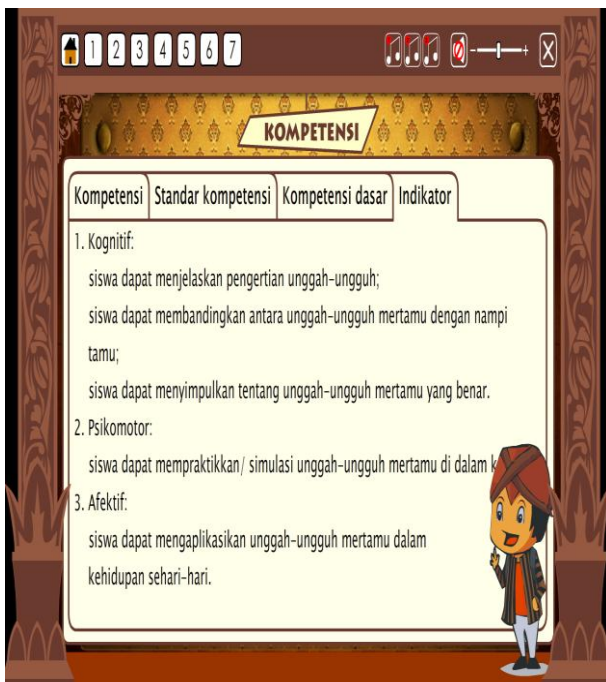 1 2 3 4 5 6 7
KOMPETENSI
Kompetensi Standar kompetensi Kompetensi dasar Indikator
1. Kognitif:
siswa dapat menjelaskan pengertian unggah-ungguh;
siswa dapat membandingkan antara unggah-ungguh mertamu dengan nampi
tamu;
siswa dapat menyimpulkan tentang unggah-ungguh mertamu yang benar.
2. Psikomotor:
siswa dapat mempraktikkan/ simulasi unggah-ungguh mertamu di dalam
3. Afektif:
siswa dapat mengaplikasikan unggah-ungguh mertamu dalam
kehidupan sehari-hari.